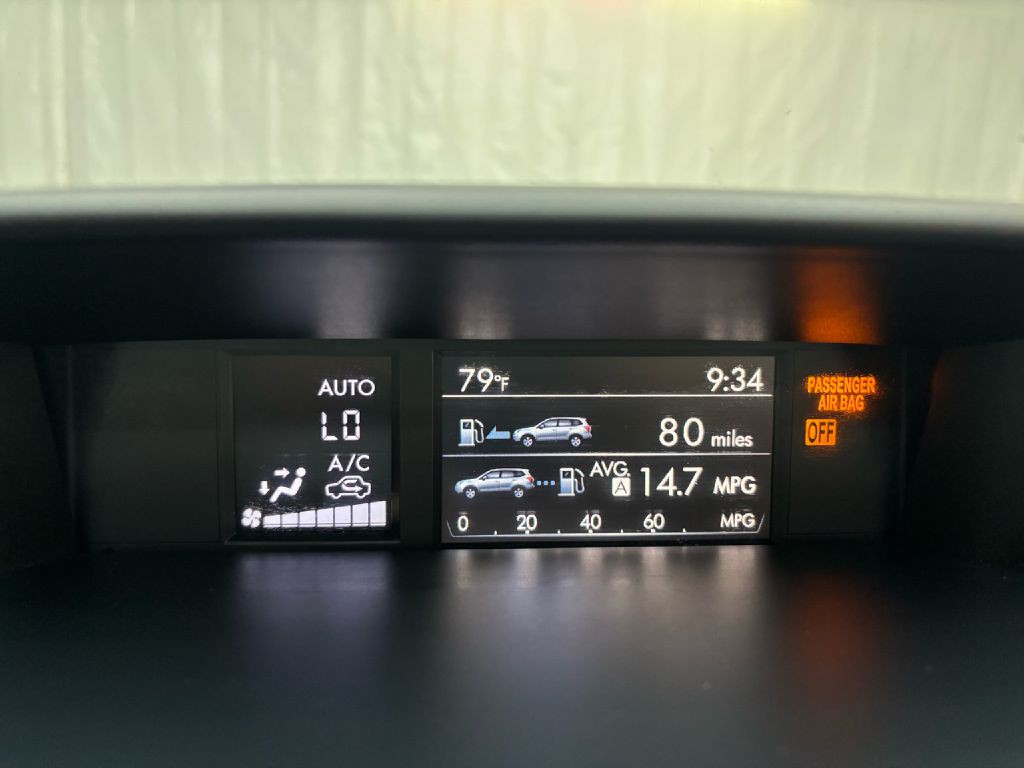 AUTO
LO
A/C
79°F 9:34
80 miles
AVG. A 14.7 MPG
0 20 40 60 MPG
PASSENGER
AIR BAG
OFF